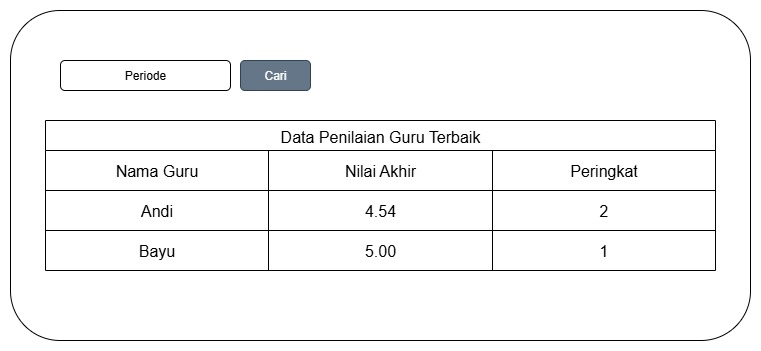 Periode Cari
Data Penilaian Guru Terbaik
Nama Guru Nilai Akhir Peringkat
Andi 4.54 2
Bayu 5.00 1